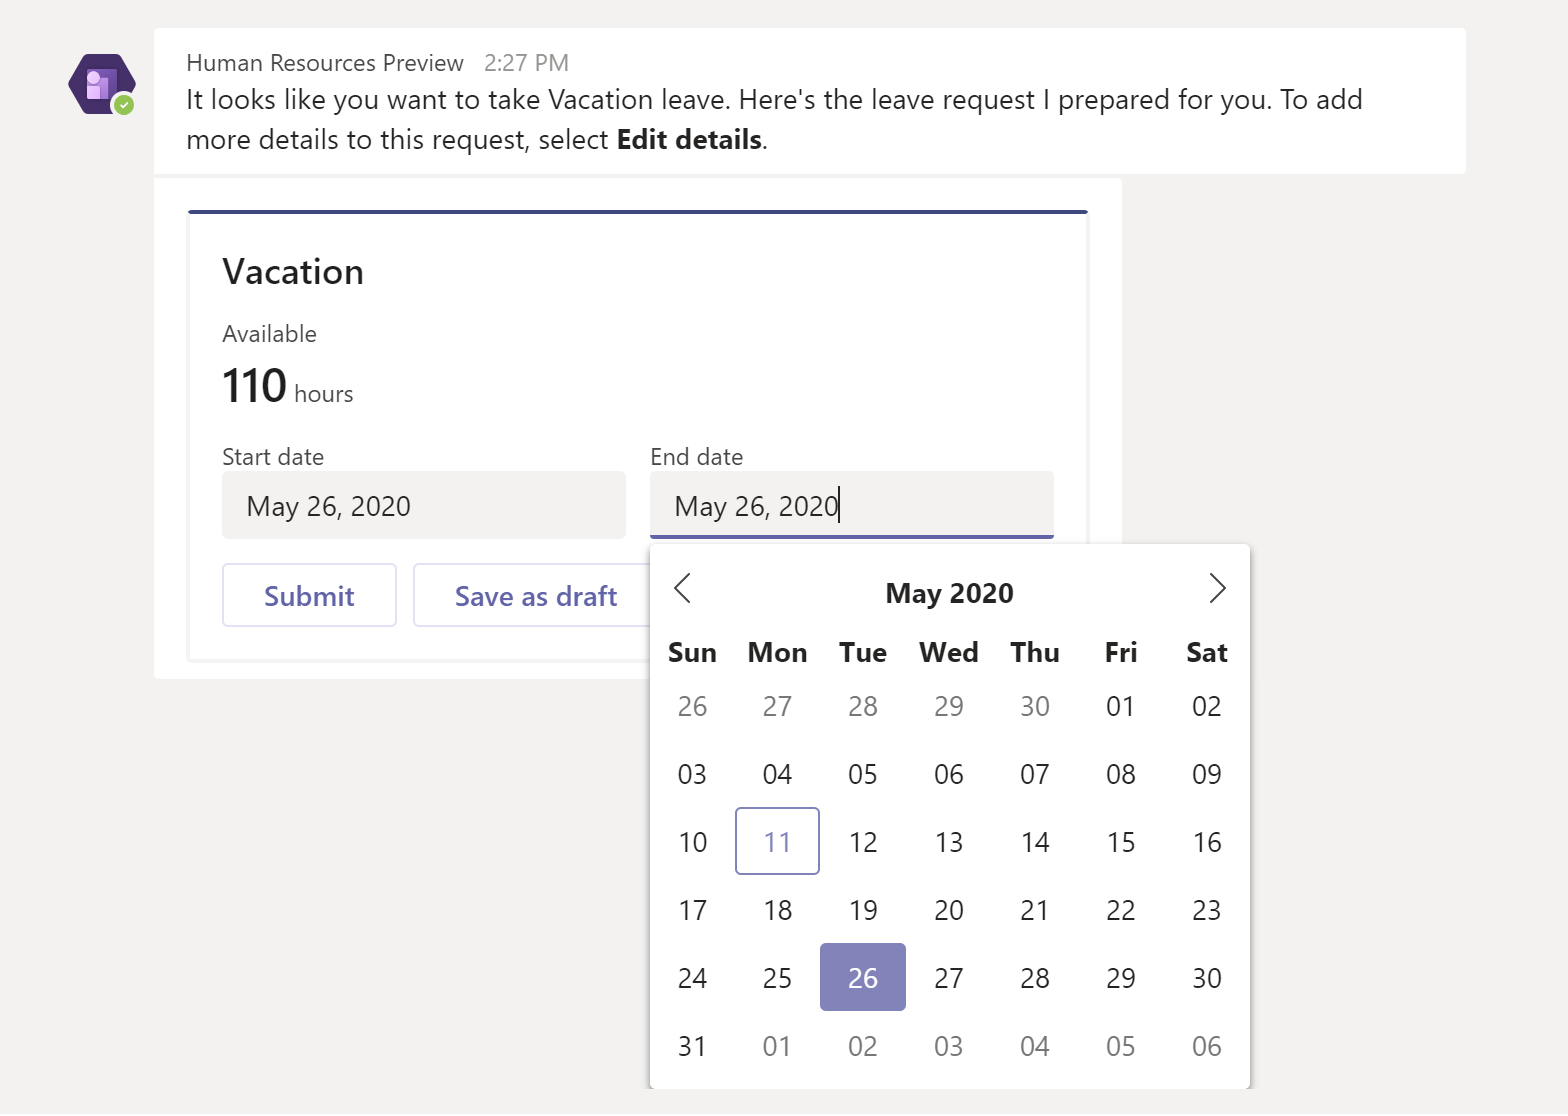 Human Resources Preview 2:27 PM
It looks like you want to take Vacation leave. Here's the leave request I prepared for you. To add
more details to this request, select Edit details.
Vacation
Available
110 hours
Start date End date
May 26, 2020 May 26, 2020
Submit Save as draft
May 2020
Sun Mon Tue Wed Thu Fri Sat
26 27 28 29 30 01 02
03 04 05 06 07 08 09
10 11 12 13 14 15 16
17 18 19 20 21 22 23
24 25 26 27 28 29 30
31 01 02 03 04 05 06